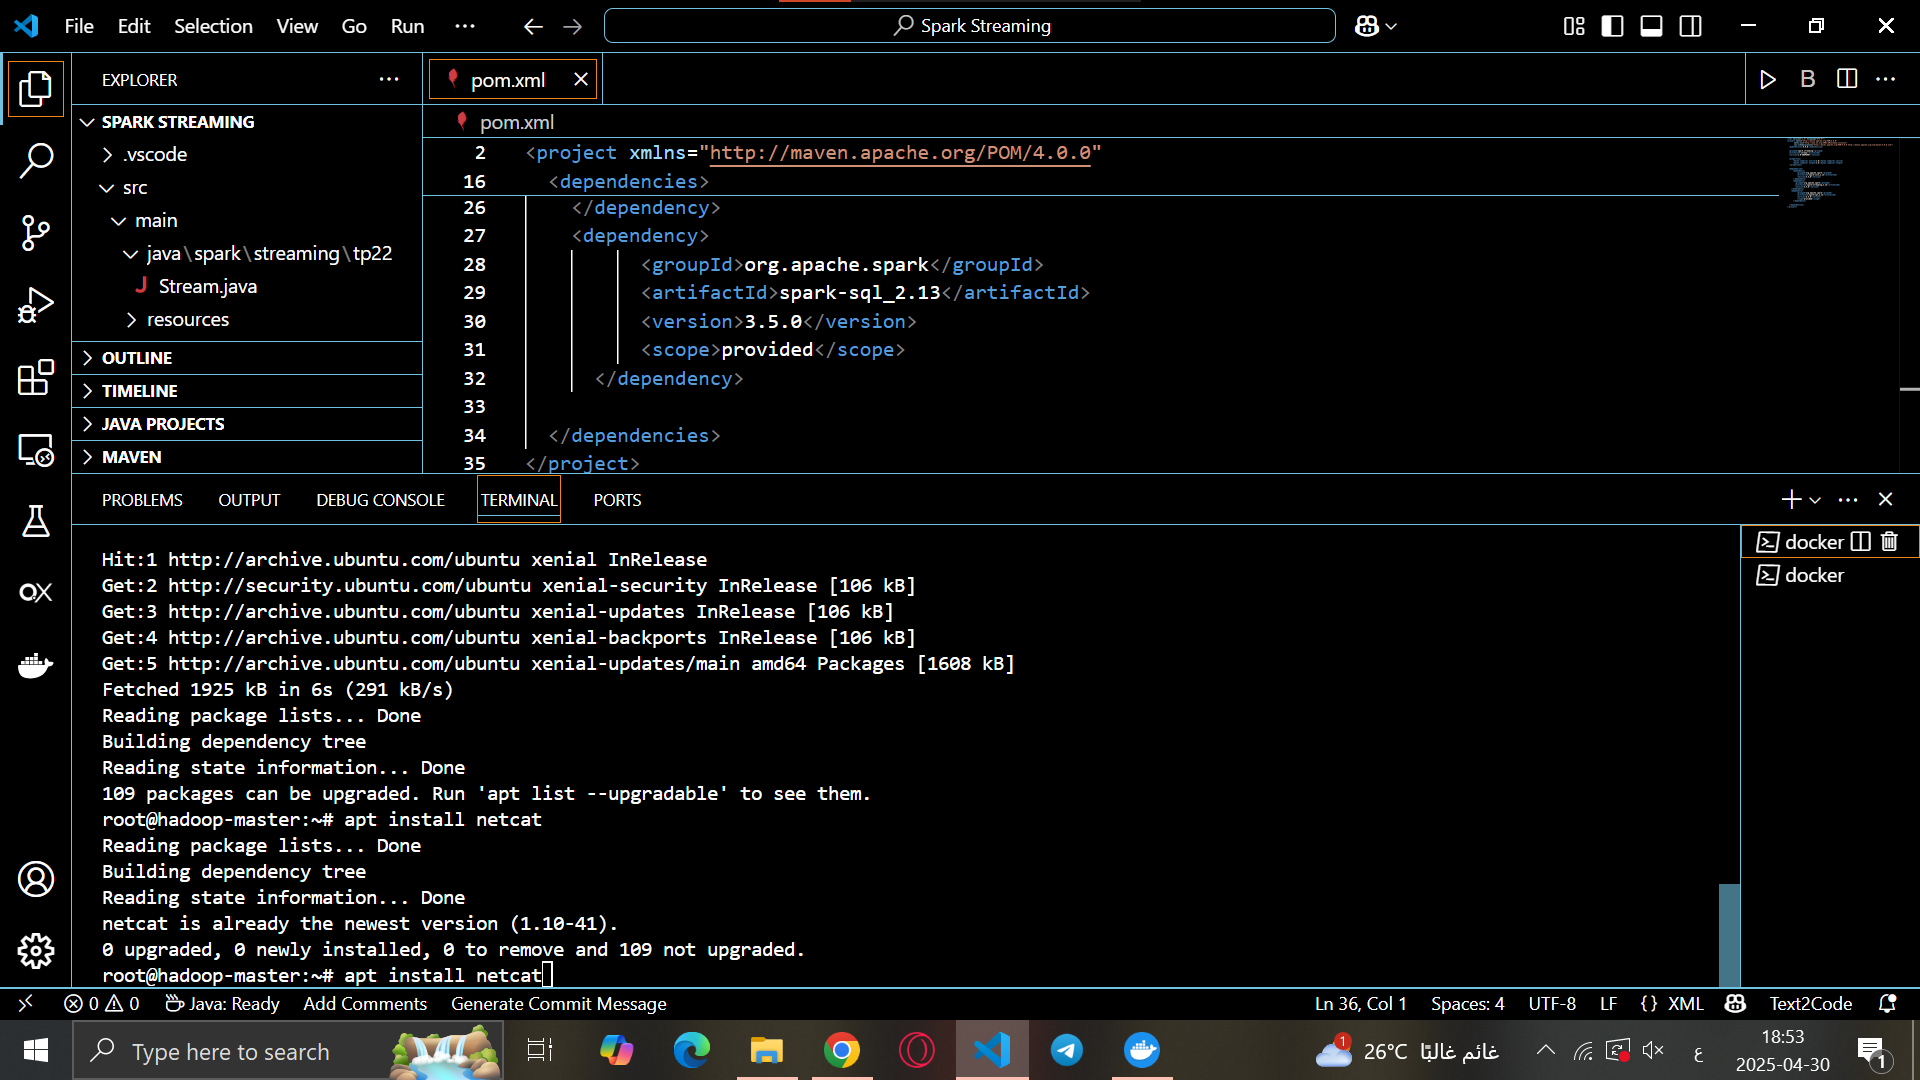 File Edit Selection View Go Run ...
Spark Streaming
EXPLORER
SPARK STREAMING
.vscode
src
main
java\spark\streaming\tp22
J Stream.java
resources
OUTLINE
TIMELINE
JAVA PROJECTS
MAVEN
pom.xml
B
pom.xml
2 <project xmlns="http://maven.apache.org/POM/4.0.0"
16 <dependencies>
26 </dependency>
27 <dependency>
28 <groupId>org.apache.spark</groupId>
29 <artifactId>spark-sql_2.13</artifactId>
30 <version>3.5.0</version>
31 <scope>provided</scope>
32 </dependency>
33
34 </dependencies>
35 </project>
PROBLEMS OUTPUT DEBUG CONSOLE TERMINAL PORTS
docker
docker
Hit:1 http://archive.ubuntu.com/ubuntu xenial InRelease
Get:2 http://security.ubuntu.com/ubuntu xenial-security InRelease [106 kB]
Get:3 http://archive.ubuntu.com/ubuntu xenial-updates InRelease [106 kB]
Get:4 http://archive.ubuntu.com/ubuntu xenial-backports InRelease [106 kB]
Get:5 http://archive.ubuntu.com/ubuntu xenial-updates/main amd64 Packages [1608 kB]
Fetched 1925 kB in 6s (291 kB/s)
Reading package lists... Done
Building dependency tree
Reading state information... Done
109 packages can be upgraded. Run 'apt list --upgradable' to see them.
root@hadoop-master:~# apt install netcat
Reading package lists... Done
Building dependency tree
Reading state information... Done
netcat is already the newest version (1.10-41).
0 upgraded, 0 newly installed, 0 to remove and 109 not upgraded.
root@hadoop-master:~# apt install netcat
0 0 Java: Ready Add Comments Generate Commit Message Ln 36, Col 1 Spaces: 4 UTF-8 LF {} XML Text2Code
Type here to search
1
26°C غائم غالبًا
ع
18:53
2025-04-30
1